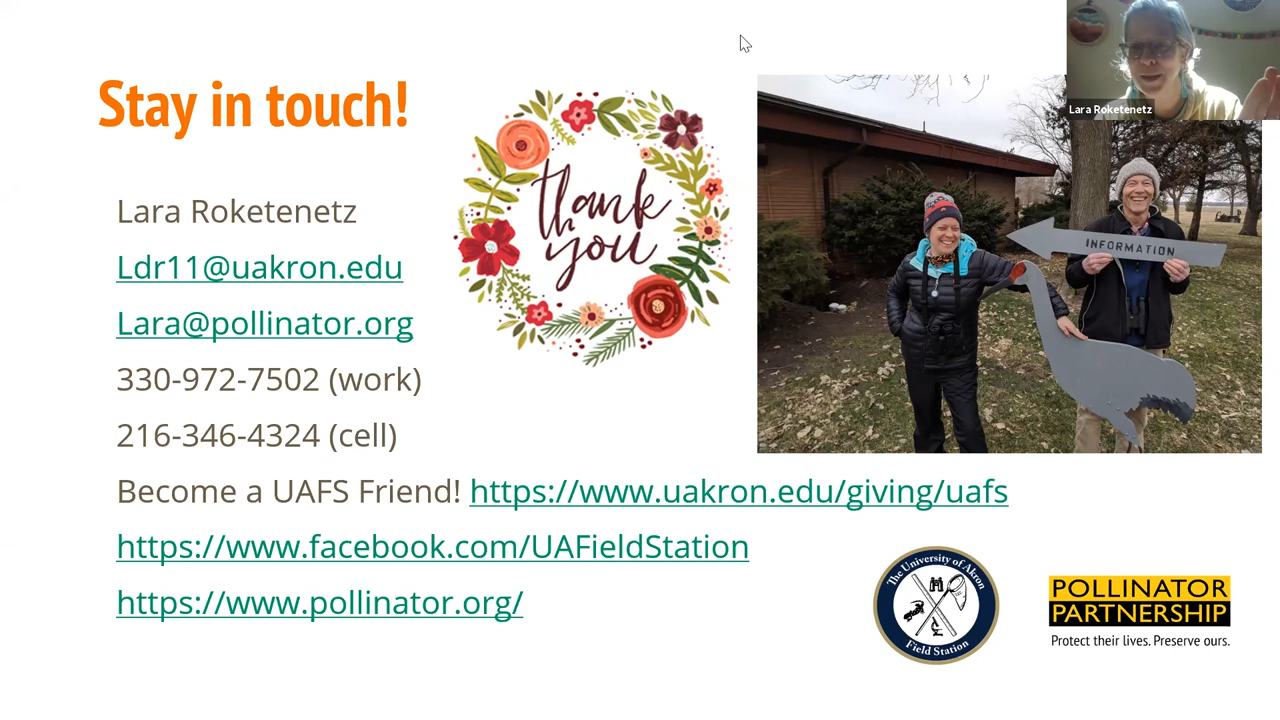 Stay in touch!
Lara Roketenetz
Ldr11@uakron.edu
Lara@pollinator.org
330-972-7502 (work)
216-346-4324 (cell)
Become a UAFS Friend! https://www.uakron.edu/giving/uafs
https://www.facebook.com/UAFieldStation
https://www.pollinator.org/
thank
you
Lara Roketenetz
INFORMATION
The University of Akron
Field Station
POLLINATOR
PARTNERSHIP
Protect their lives. Preserve ours.